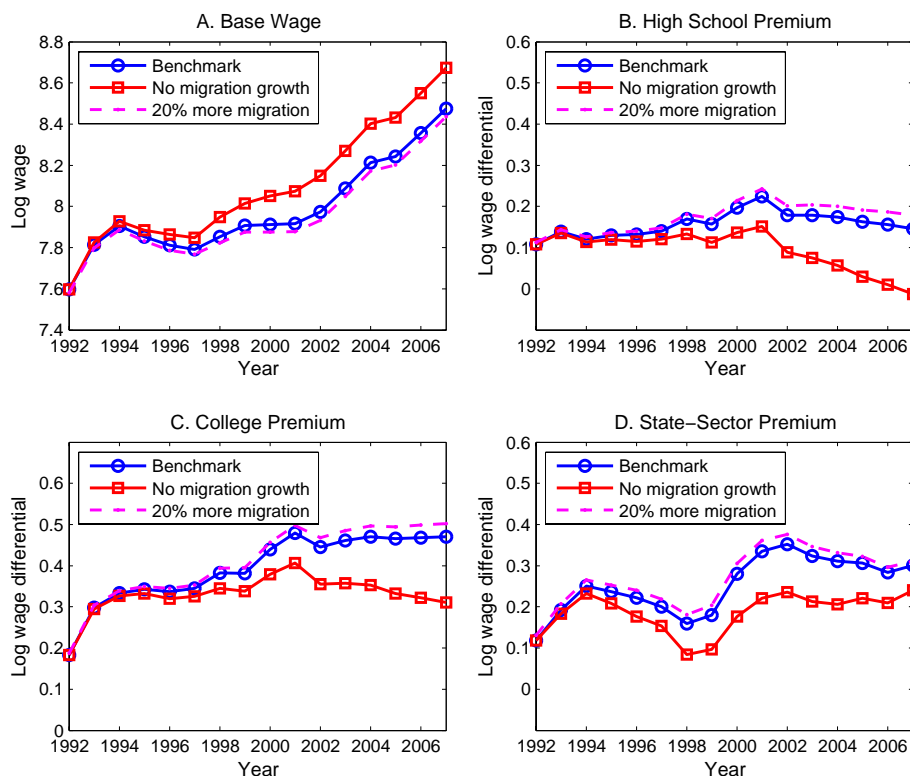 A. Base Wage
8.8
8.6
8.4
8.2
8
7.8
7.6
7.4
Log wage
Benchmark
No migration growth
20% more migration
1992 1994 1996 1998 2000 2002 2004 2006
Year
B. High School Premium
0.6
0.5
0.4
0.3
0.2
0.1
0
Log wage differential
Benchmark
No migration growth
20% more migration
1992 1994 1996 1998 2000 2002 2004 2006
Year
C. College Premium
0.6
0.5
0.4
0.3
0.2
0.1
0
Log wage differential
Benchmark
No migration growth
20% more migration
1992 1994 1996 1998 2000 2002 2004 2006
Year
D. State−Sector Premium
0.6
0.5
0.4
0.3
0.2
0.1
0
Log wage differential
Benchmark
No migration growth
20% more migration
1992 1994 1996 1998 2000 2002 2004 2006
Year